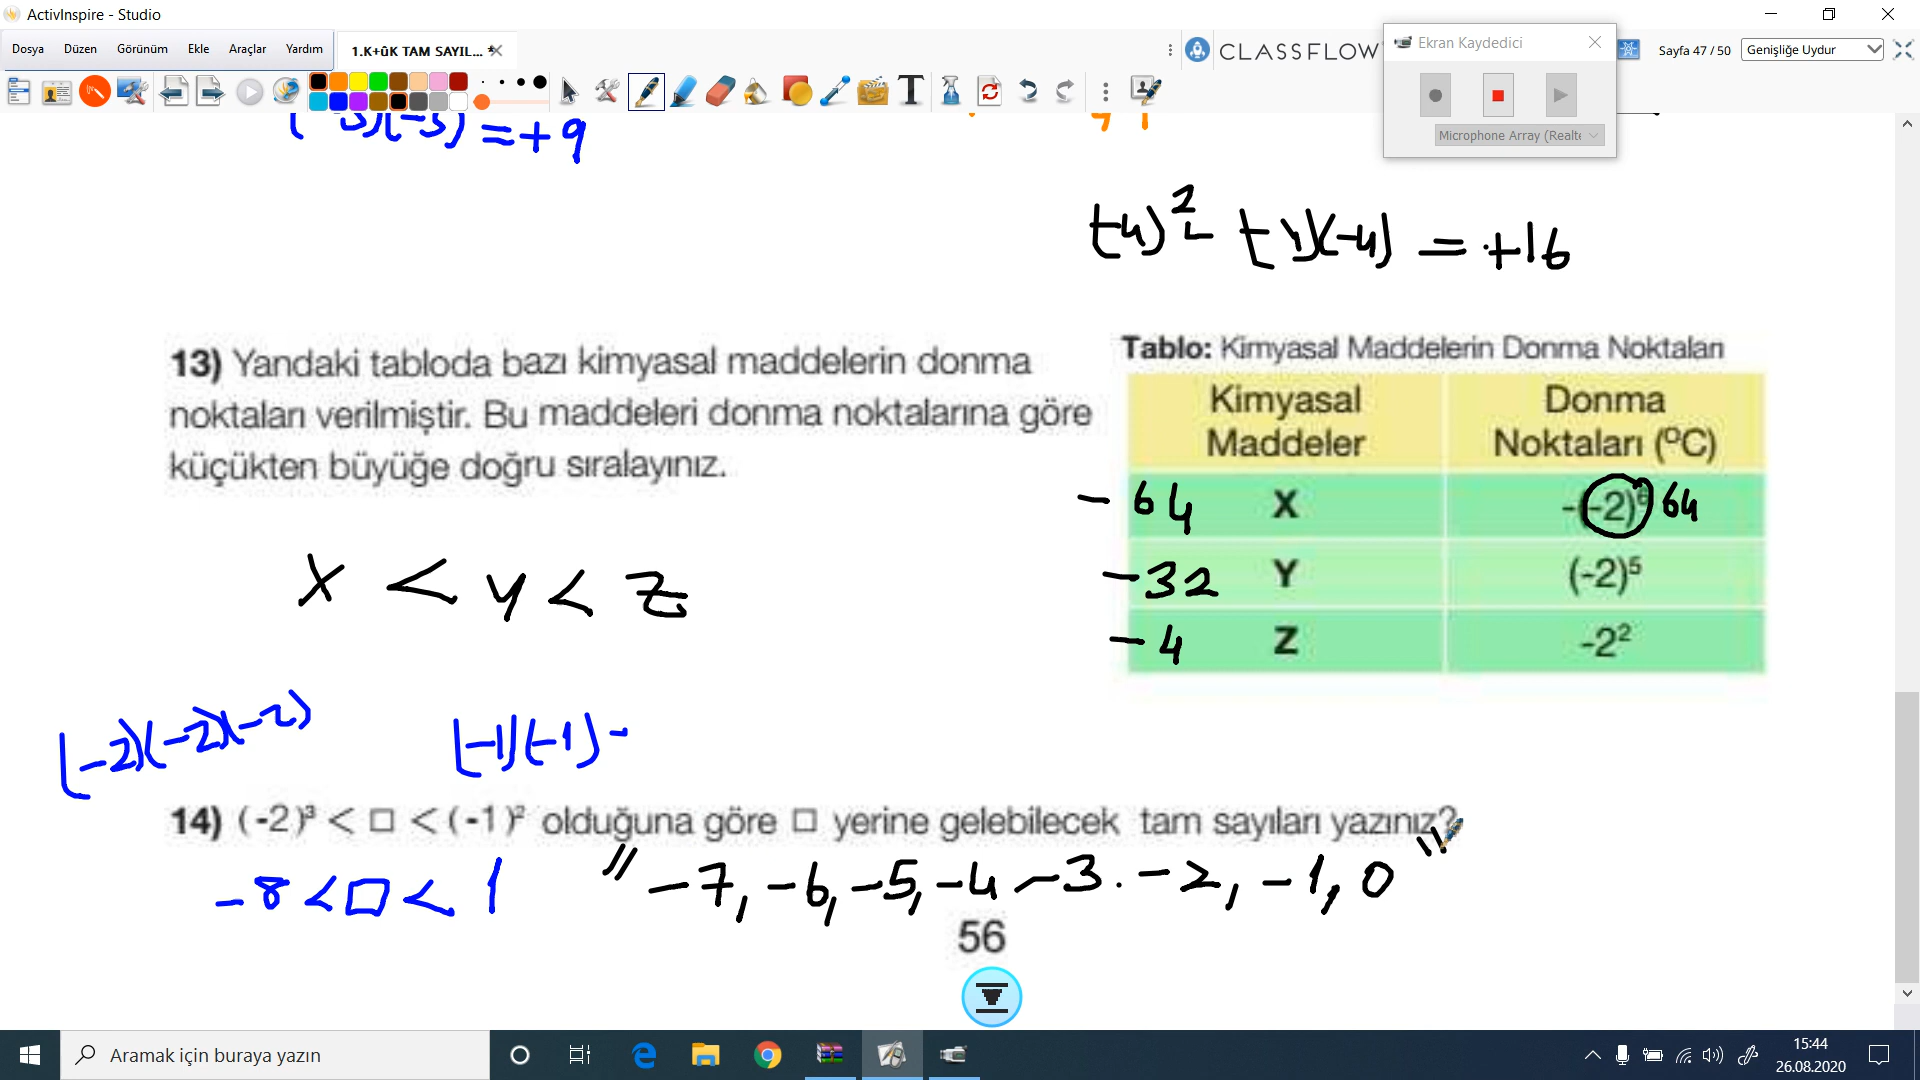 ActivInspire - Studio
Dosya Düzen Görünüm Ekle Araçlar Yardım
1.K+ûK TAM SAYIL... *
CLASSFLOW
Sayfa 47 / 50
Genişliğe Uydur
Ekran Kaydedici
Microphone Array (Realte
(-3)(-3) = +9
(-4)² = (-4)(-4) = +16
13) Yandaki tabloda bazı kimyasal maddelerin donma
noktaları verilmiştir. Bu maddeleri donma noktalarına göre
küçükten büyüğe doğru sıralayınız.
Tablo: Kimyasal Maddelerin Donma Noktaları
Kimyasal Maddeler
Donma Noktaları (⁰C)
-64 X -(-2)⁶ 64
-32 Y (-2)⁵
-4 Z -2²
X < Y < Z
(-2)(-2)(-2) (-1)(-1) -
14) (-2)³ < □ < (-1)² olduğuna göre □ yerine gelebilecek tam sayıları yazınız?
-8 < □ < 1
" -7, -6, -5, -4 -3. -2, -1, 0 "
56
Aramak için buraya yazın
15:44
26.08.2020